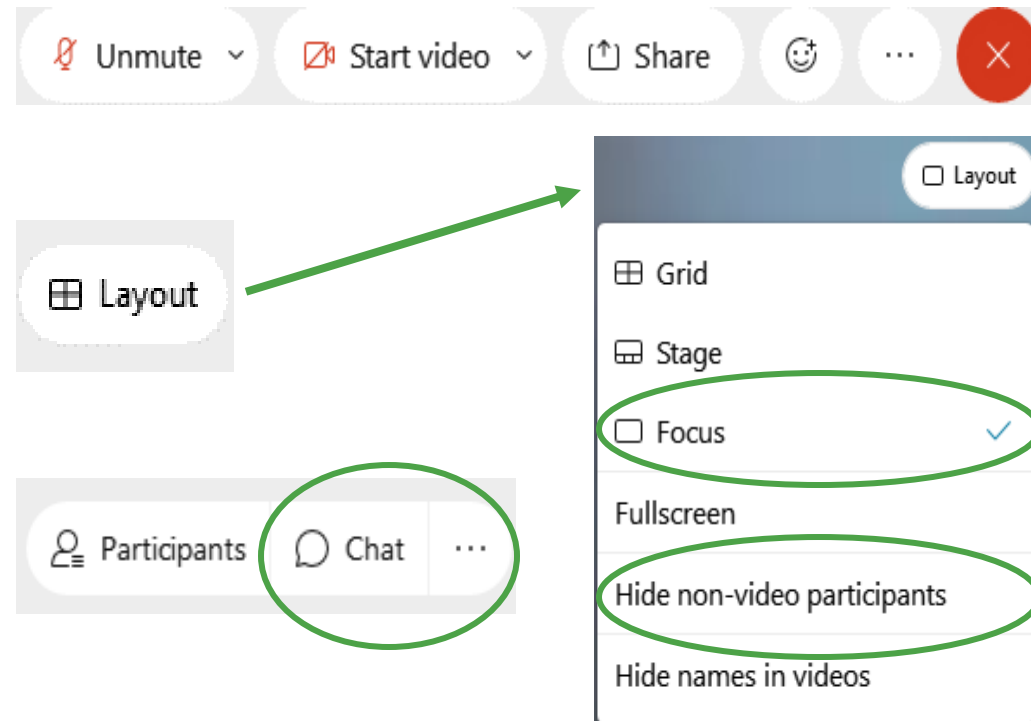 Unmute Start video Share ...
Layout
Layout
Grid
Stage
Focus
Fullscreen
Hide non-video participants
Hide names in videos
Participants Chat ...